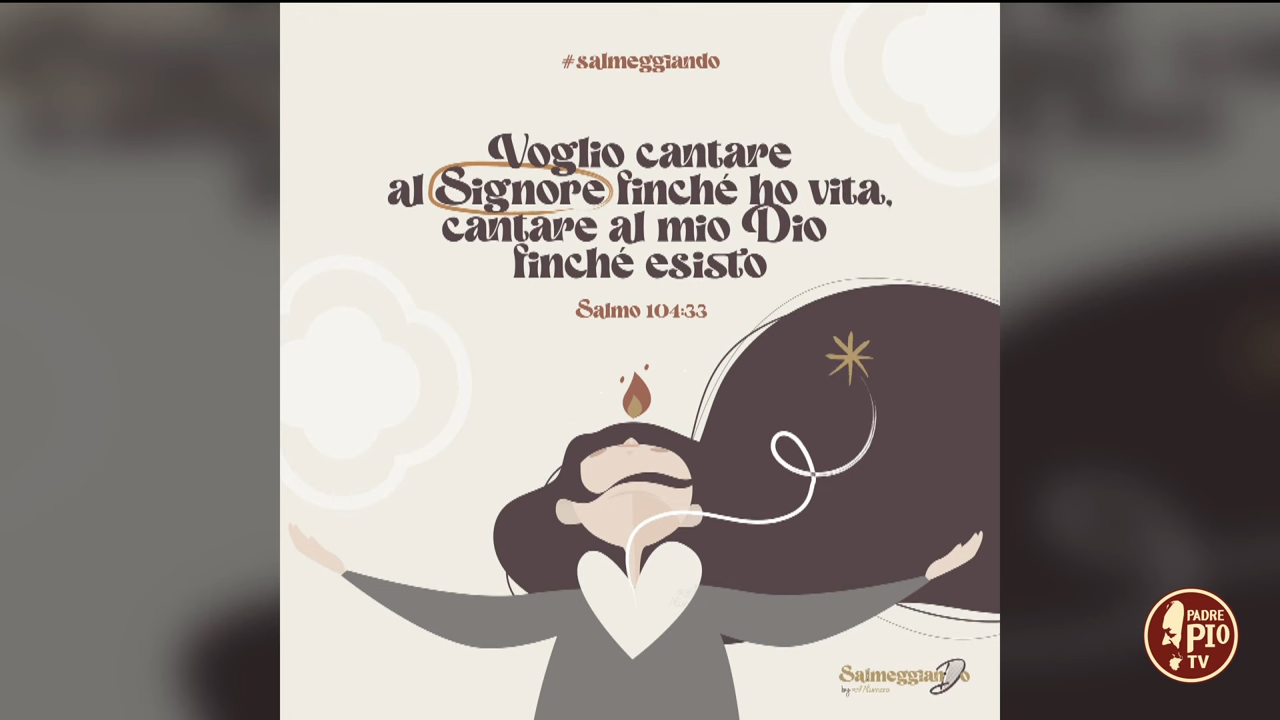 #salmeggiando
Voglio cantare
al Signore finché ho vita,
cantare al mio Dio
finché esisto
Salmo 104:33
SalmeggianDo
by
PADRE
PIO
TV